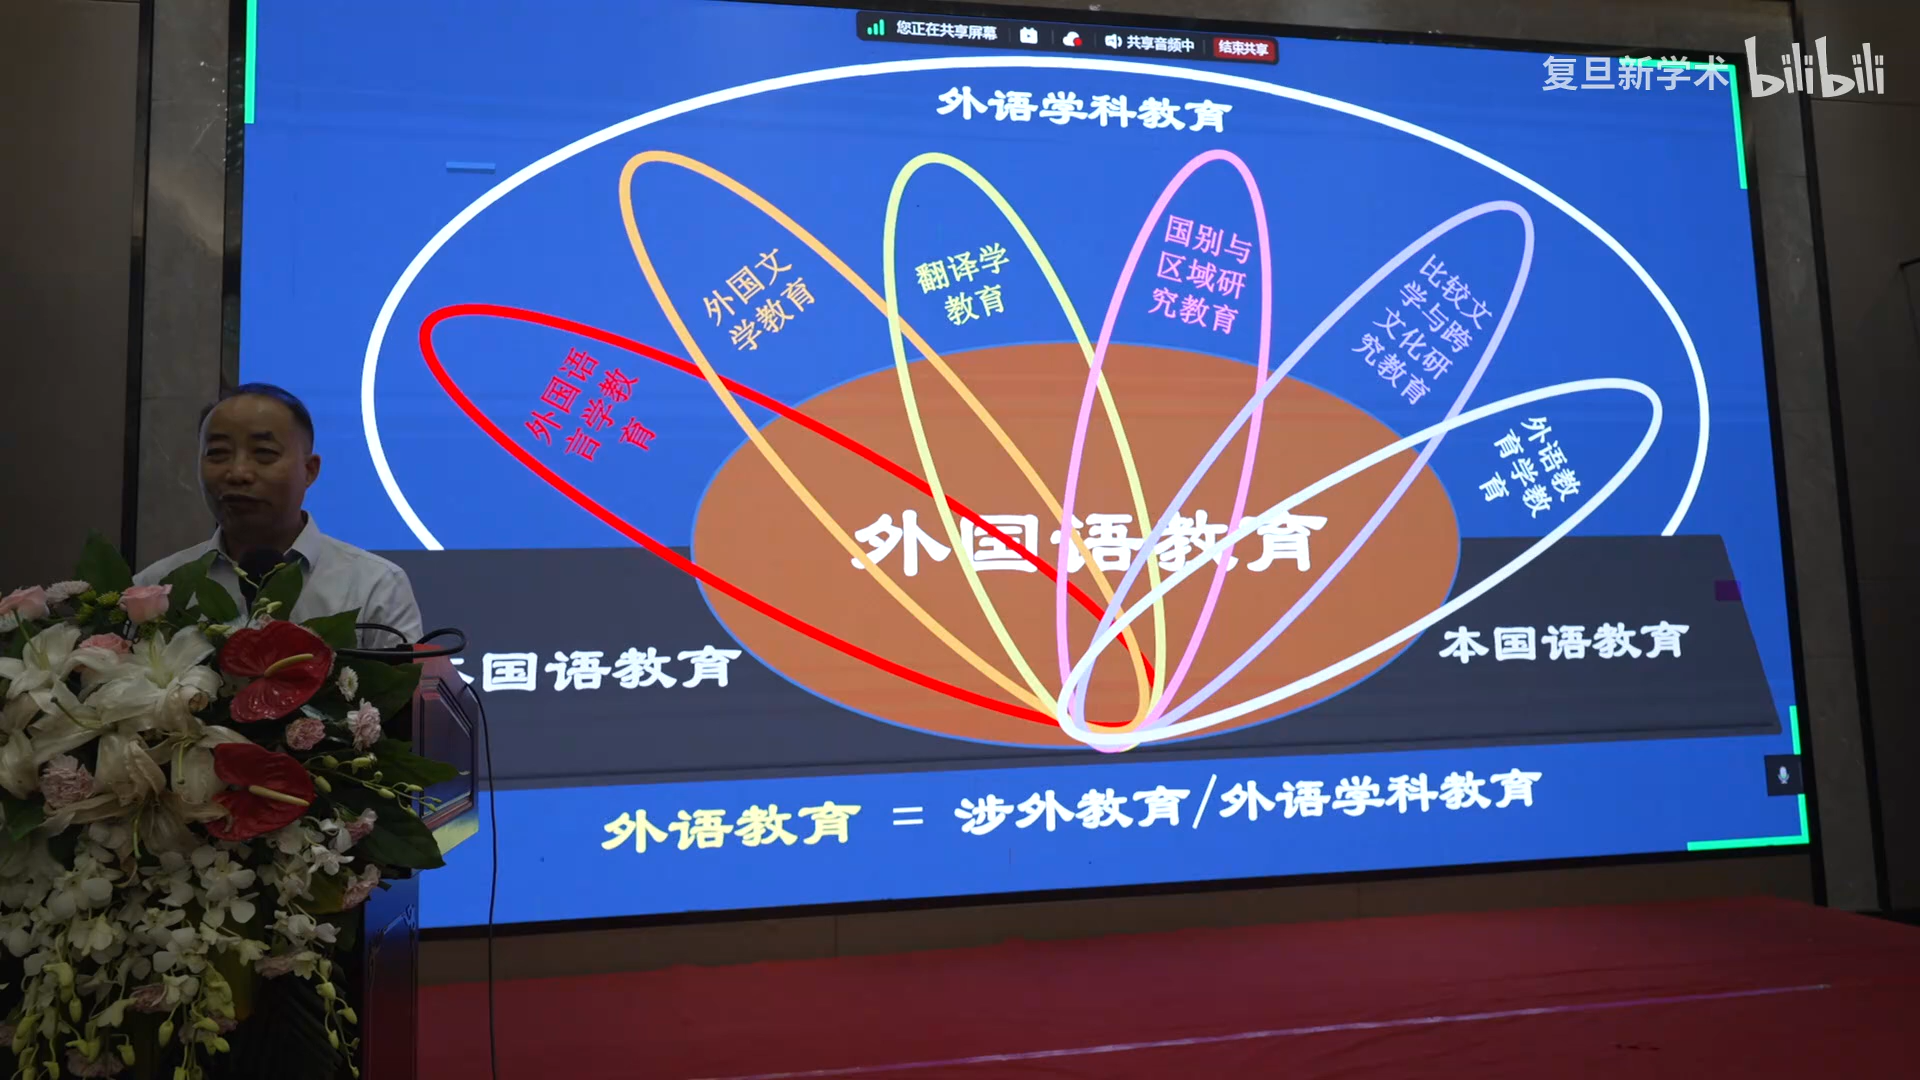 您正在共享屏幕
共享音频中
结束共享
复旦新学术
bilibili
外语学科教育
外国语
言学教
育
外国文
学教育
翻译学
教育
国别与
区域研
究教育
比较文
学与跨
文化研
究教育
外语教
育学教
育
外国语教育
国语教育
本国语教育
外语教育 = 涉外教育/外语学科教育